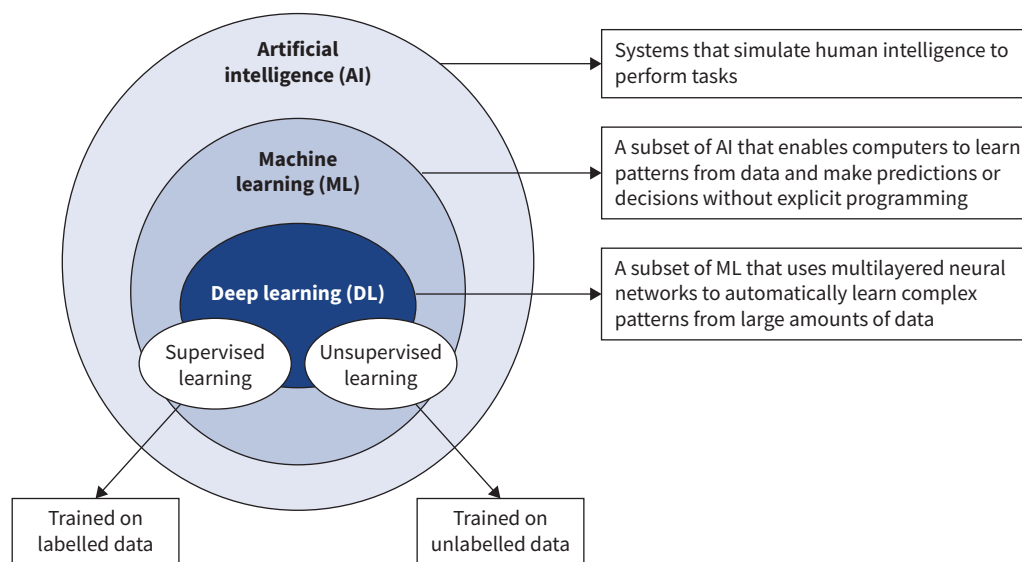 Artificial
intelligence (AI)
Systems that simulate human intelligence to
perform tasks
Machine
learning (ML)
A subset of AI that enables computers to learn
patterns from data and make predictions or
decisions without explicit programming
Deep learning (DL)
A subset of ML that uses multilayered neural
networks to automatically learn complex
patterns from large amounts of data
Supervised
learning
Unsupervised
learning
Trained on
labelled data
Trained on
unlabelled data